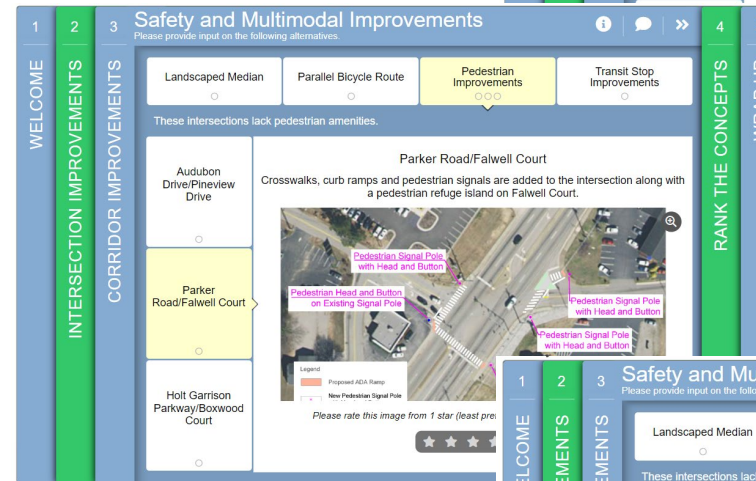 1
WELCOME
2
INTERSECTION IMPROVEMENTS
3
CORRIDOR IMPROVEMENTS
Safety and Multimodal Improvements
Please provide input on the following alternatives.
Landscaped Median
Parallel Bicycle Route
Pedestrian
Improvements
Transit Stop
Improvements
These intersections lack pedestrian amenities.
Audubon
Drive/Pineview
Drive
Parker
Road/Falwell Court
Holt Garrison
Parkway/Boxwood
Court
Parker Road/Falwell Court
Crosswalks, curb ramps and pedestrian signals are added to the intersection along with
a pedestrian refuge island on Falwell Court.
Pedestrian Signal Pole
with Head and Button
Pedestrian Head and Button
on Existing Signal Pole
Pedestrian Signal Pole
with Head and Button
Pedestrian Signal Pole
with Head and Button
Legend
Proposed ADA Ramp
New Pedestrian Signal Pole
Please rate this image from 1 star (least
4
RANK THE CONCEPTS
1
2
3
Safety and
Please provide input on the
Landscaped Median
These intersections